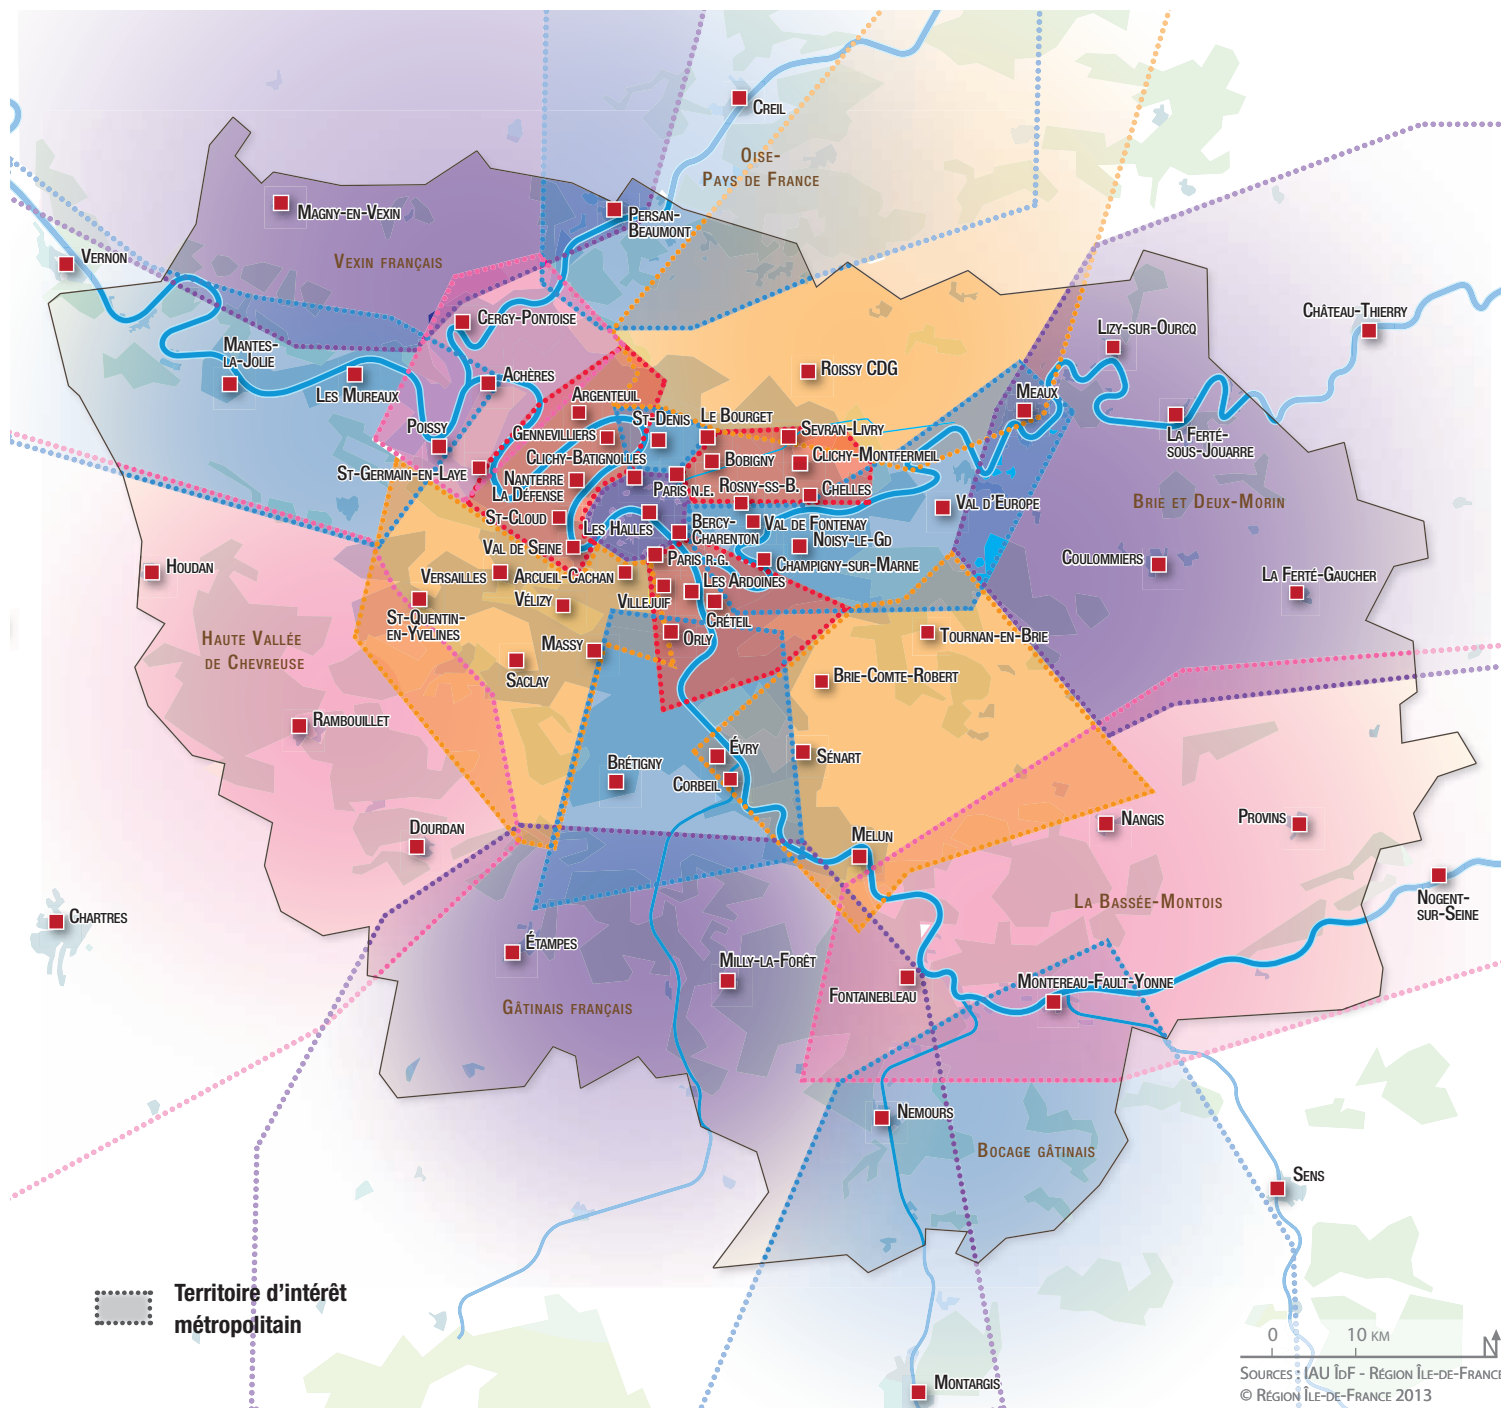 Creil
Oise-
Pays de France
Magny-en-Vexin
Persan-
Beaumont
Vernon
Vexin français
Château-Thierry
Cergy-Pontoise
Lizy-sur-Ourcq
Mantes-
la-Jolie
Roissy CDG
Achères
Les Mureaux
Argenteuil
Meaux
Poissy
St-Denis
Le Bourget
Sevran-Livry
Gennevilliers
La Ferté-
sous-Jouarre
Clichy-Batignolles
Bobigny
Clichy-Montfermeil
St-Germain-en-Laye
Nanterre
La Défense
Paris n.e.
Rosny-ss-B.
Chelles
Val d'Europe
Brie et Deux-Morin
St-Cloud
Les Halles
Bercy-
Charenton
Val de Fontenay
Noisy-le-Gd
Val de Seine
Paris r.g.
Champigny-sur-Marne
Coulommiers
Houdan
Versailles
Arcueil-Cachan
Les Ardoines
La Ferté-Gaucher
Vélizy
Villejuif
St-Quentin-
en-Yvelines
Créteil
Haute Vallée
de Chevreuse
Massy
Orly
Tournan-en-Brie
Saclay
Brie-Comte-Robert
Rambouillet
Évry
Sénart
Brétigny
Corbeil
Dourdan
Melun
Nangis
Provins
Chartres
La Bassée-Montois
Nogent-
sur-Seine
Étampes
Milly-la-Forêt
Fontainebleau
Montereau-Fault-Yonne
Gâtinais français
Nemours
Bocage gâtinais
Sens
Territoire d'intérêt
métropolitain
0 10 km
N
Montargis
Sources : IAU îdF - Région Île-de-France
© Région Île-de-France 2013